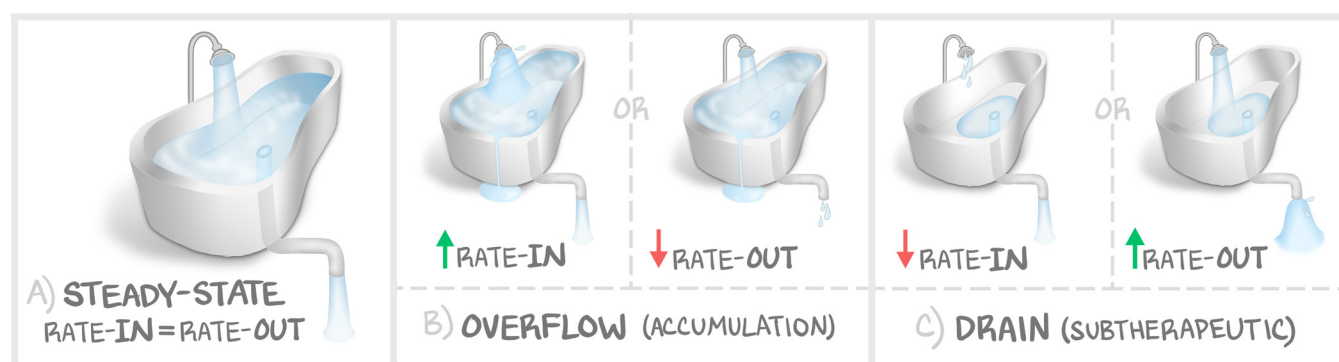 A) STEADY-STATE
RATE-IN = RATE-OUT
OR
↑ RATE-IN
↓ RATE-OUT
B) OVERFLOW (ACCUMULATION)
OR
↓ RATE-IN
↑ RATE-OUT
C) DRAIN (SUBTHERAPEUTIC)